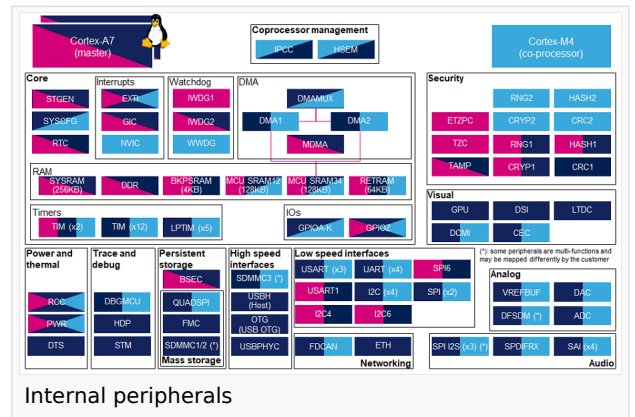 Cortex-A7
(master)
Coprocessor management
IPCC
HSEM
Cortex-M4
(co-processor)
Core
STGEN
SYSCFG
RTC
Interrupts
EXTI
GIC
NVIC
Watchdog
IWDG1
IWDG2
WWDG
DMA
DMAMUX
DMA1
DMA2
MDMA
Security
RNG2
HASH2
ETZPC
CRYP2
CRC2
TZC
RNG1
HASH1
TAMP
CRYP1
CRC1
RAM
SYSRAM
(256KB)
DDR
BKPSRAM
(4KB)
MCU SRAM12
(128KB)
MCU SRAM34
(128KB)
RETRAM
(64KB)
Timers
TIM (x2)
TIM (x12)
LPTIM (x5)
IOs
GPIOA-K
GPIOZ
Visual
GPU
DSI
LTDC
DCMI
CEC
(*): some peripherals are multi-functions and
may be mapped differently by the customer
Power and
thermal
RCC
PWR
DTS
Trace and
debug
DBGMCU
HDP
STM
Persistent
storage
BSEC
QUADSPI
FMC
SDMMC1/2 (*)
Mass storage
High speed
interfaces
SDMMC3 (*)
USBH
(Host)
OTG
(USB OTG)
USBPHYC
Low speed interfaces
USART (x3)
UART (x4)
SPI6
USART1
I2C (x4)
SPI (x2)
I2C4
I2C6
FDCAN
ETH
Networking
Analog
VREFBUF
DAC
DFSDM (*)
ADC
SPI I2S (x3) (*)
SPDIFRX
SAI (x4)
Audio
Internal peripherals